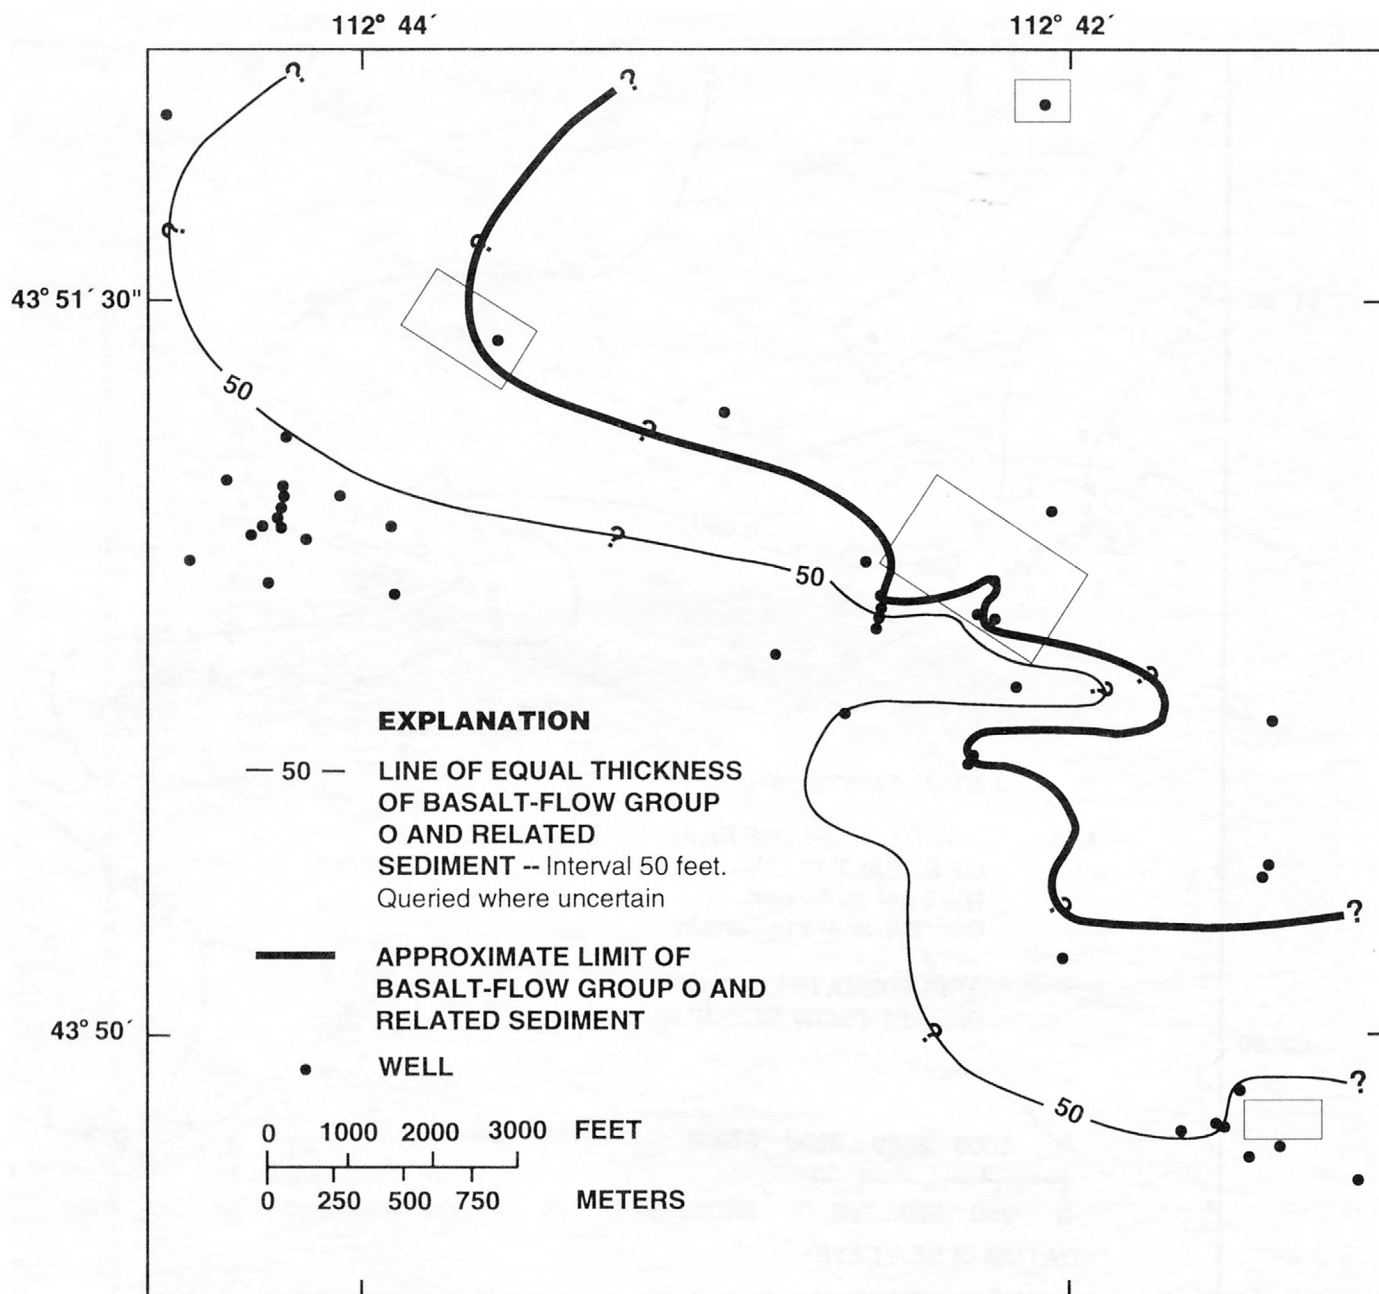 112° 44´
112° 42´
?
?
?
?
43° 51´ 30"
50
?
?
50
?
?
EXPLANATION
— 50 — LINE OF EQUAL THICKNESS
OF BASALT-FLOW GROUP
O AND RELATED
SEDIMENT -- Interval 50 feet.
Queried where uncertain
?
?
APPROXIMATE LIMIT OF
BASALT-FLOW GROUP O AND
RELATED SEDIMENT
43° 50´
?
WELL
?
50
0 1000 2000 3000 FEET
0 250 500 750 METERS